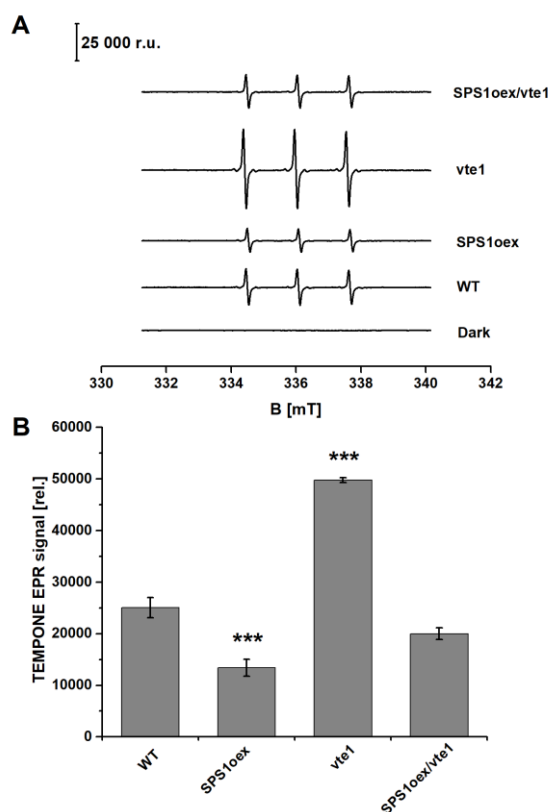 A
25 000 r.u.
SPS1oex/vte1
vte1
SPS1oex
WT
Dark
330 332 334 336 338 340 342
B [mT]
B
60000
50000
40000
30000
20000
10000
0
TEMPONE EPR signal [rel.]
***
***
WT SPS1oex vte1 SPS1oex/vte1